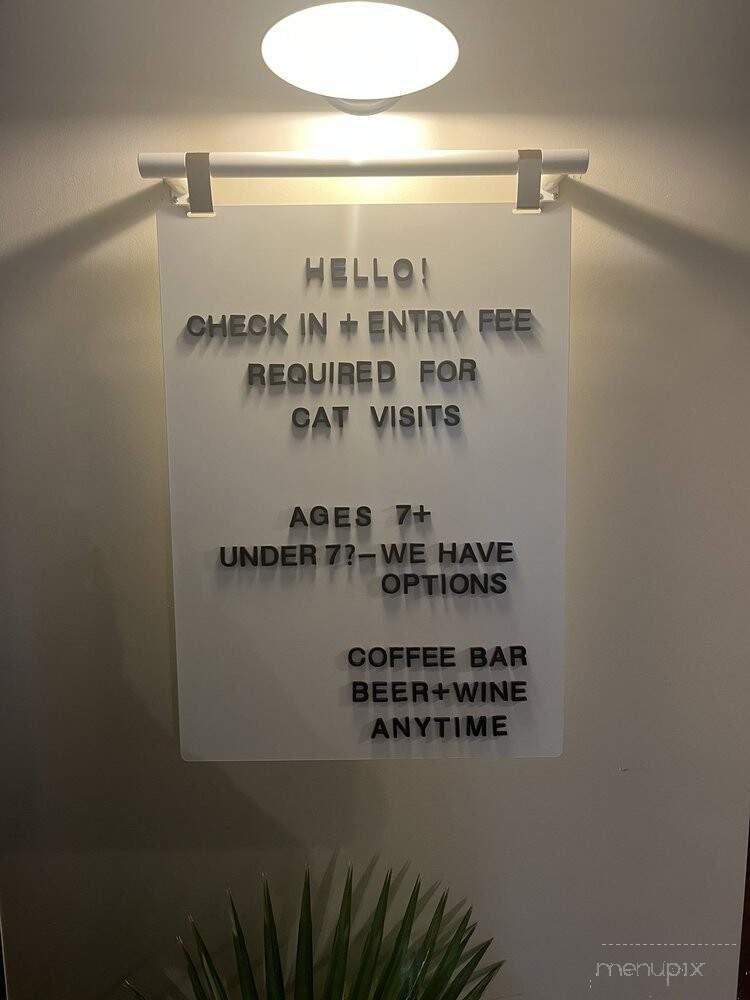 HELLO!
CHECK IN + ENTRY FEE
REQUIRED FOR
CAT VISITS
AGES 7+
UNDER 7?-WE HAVE
OPTIONS
COFFEE BAR
BEER+WINE
ANYTIME
menupix